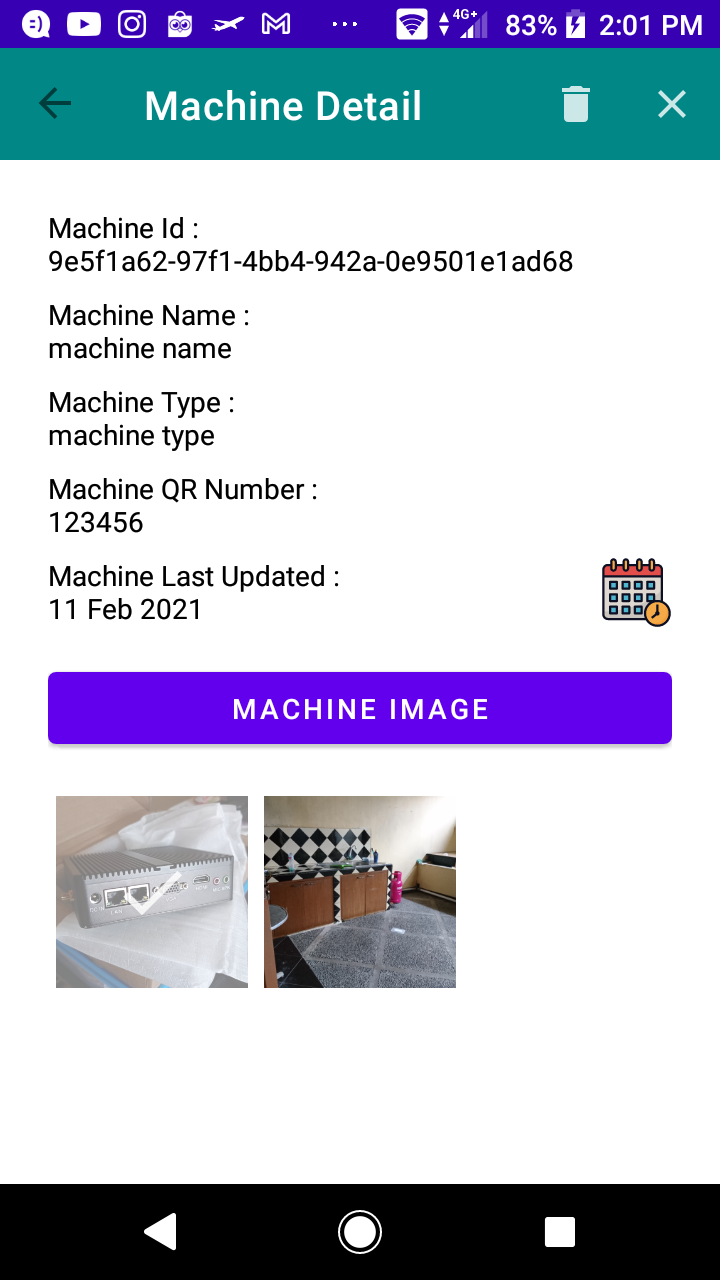 4G+
83%
2:01 PM
Machine Detail
Machine Id :
9e5f1a62-97f1-4bb4-942a-0e9501e1ad68
Machine Name :
machine name
Machine Type :
machine type
Machine QR Number :
123456
Machine Last Updated :
11 Feb 2021
MACHINE IMAGE
LAN